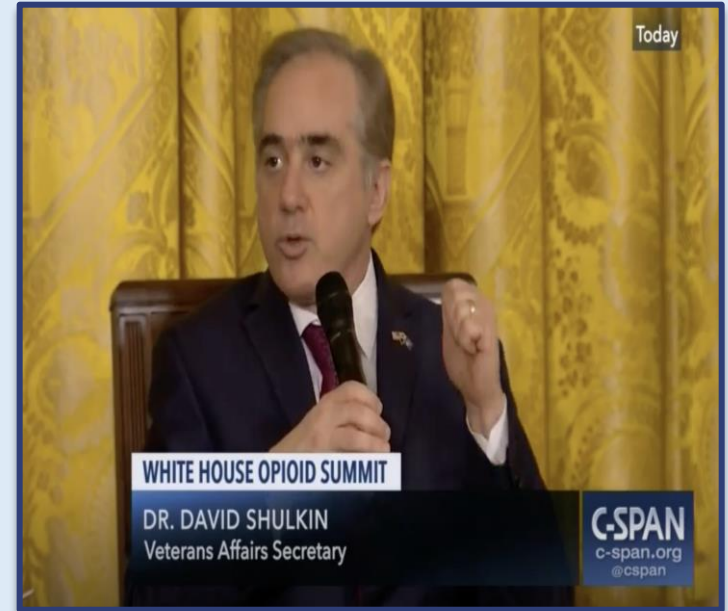 Today
WHITE HOUSE OPIOID SUMMIT
DR. DAVID SHULKIN
Veterans Affairs Secretary
C-SPAN
c-span.org
@cspan